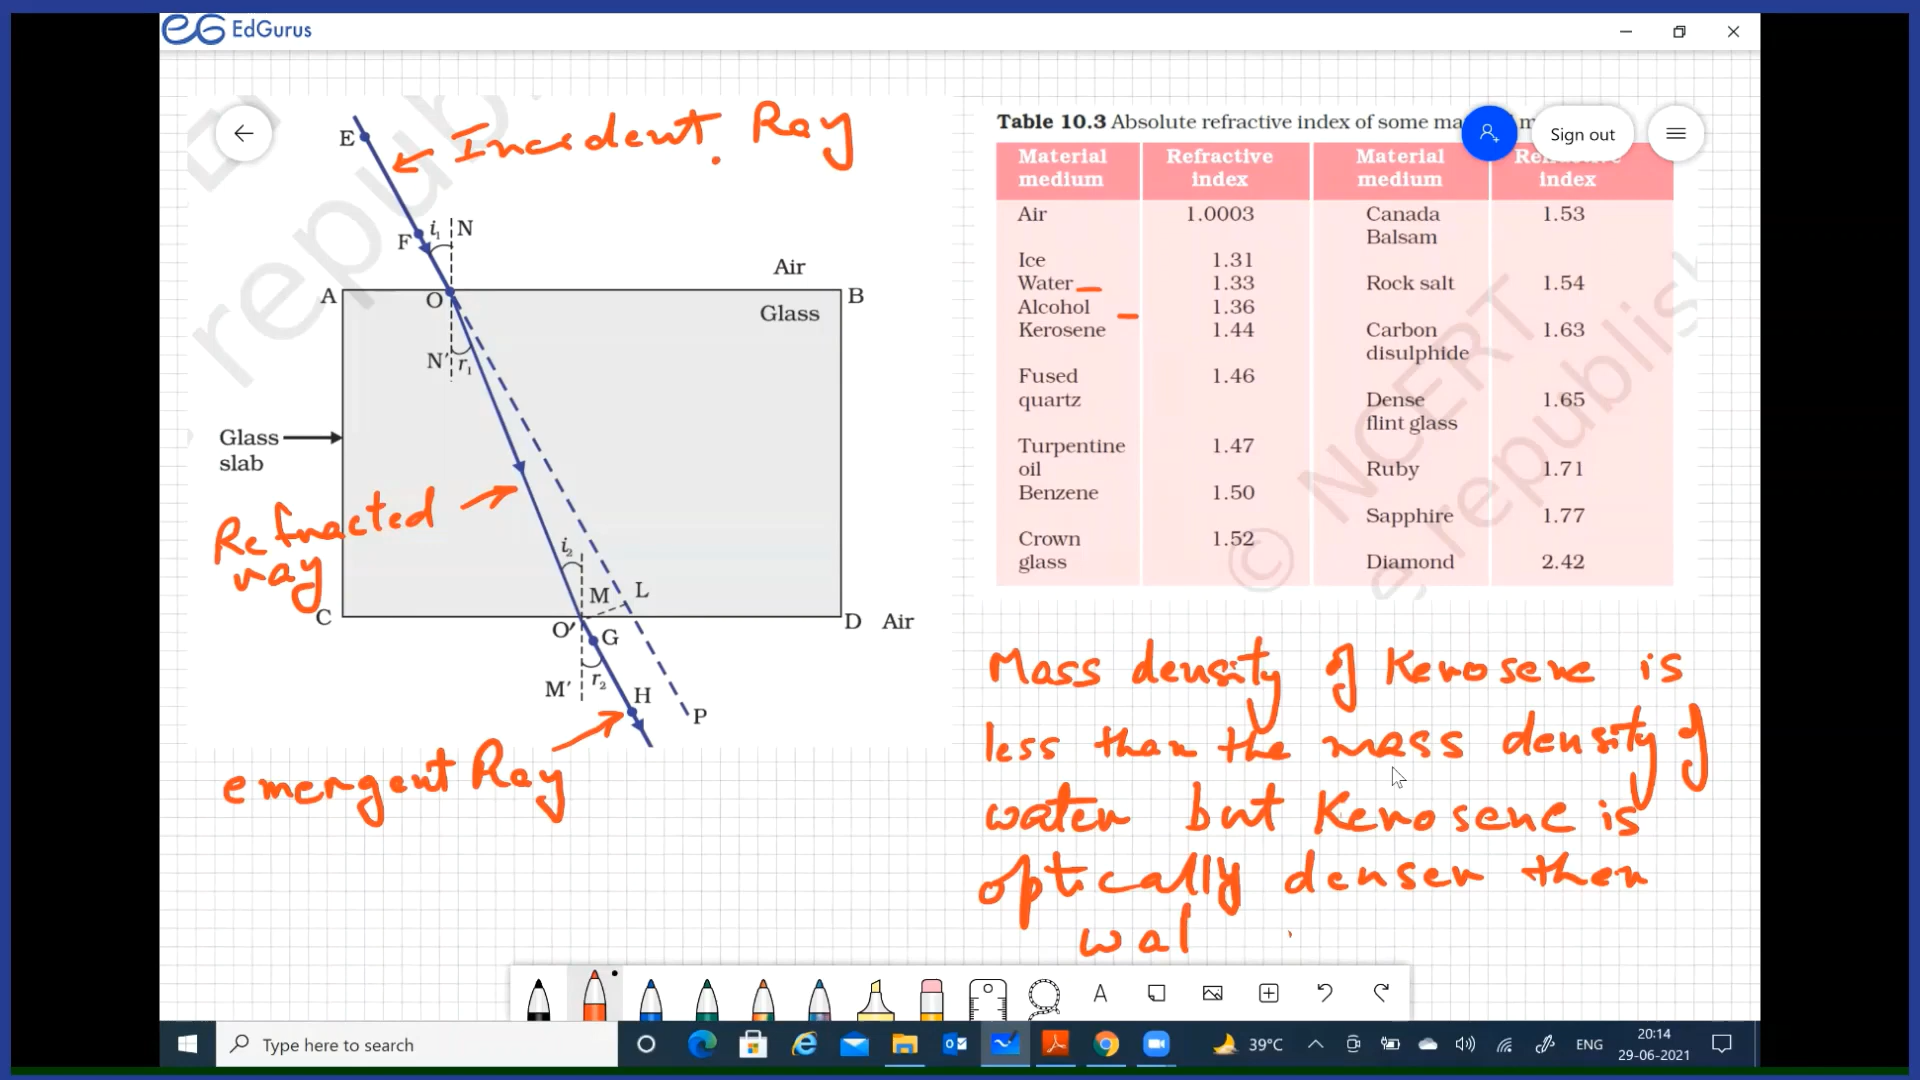 EdGurus
Sign out
E
Incident Ray
F
i₁
N
Air
A
O
B
Glass
N′
r₁
Glass
slab
Refracted
ray
i₂
M
L
C
O′
G
D
Air
M′
r₂
H
P
emergent Ray
Table 10.3 Absolute refractive index of some ma
Material medium Refractive index Material medium index
Air 1.0003 Canada Balsam 1.53
Ice 1.31
Water 1.33 Rock salt 1.54
Alcohol 1.36
Kerosene 1.44 Carbon disulphide 1.63
Fused quartz 1.46
Dense flint glass 1.65
Turpentine oil 1.47
Ruby 1.71
Benzene 1.50
Sapphire 1.77
Crown glass 1.52
Diamond 2.42
© NCERT
republis
Mass density of Kerosene is
less than the mass density of
water but Kerosene is
optically denser then
wat
Type here to search
39°C
ENG
20:14
29-06-2021